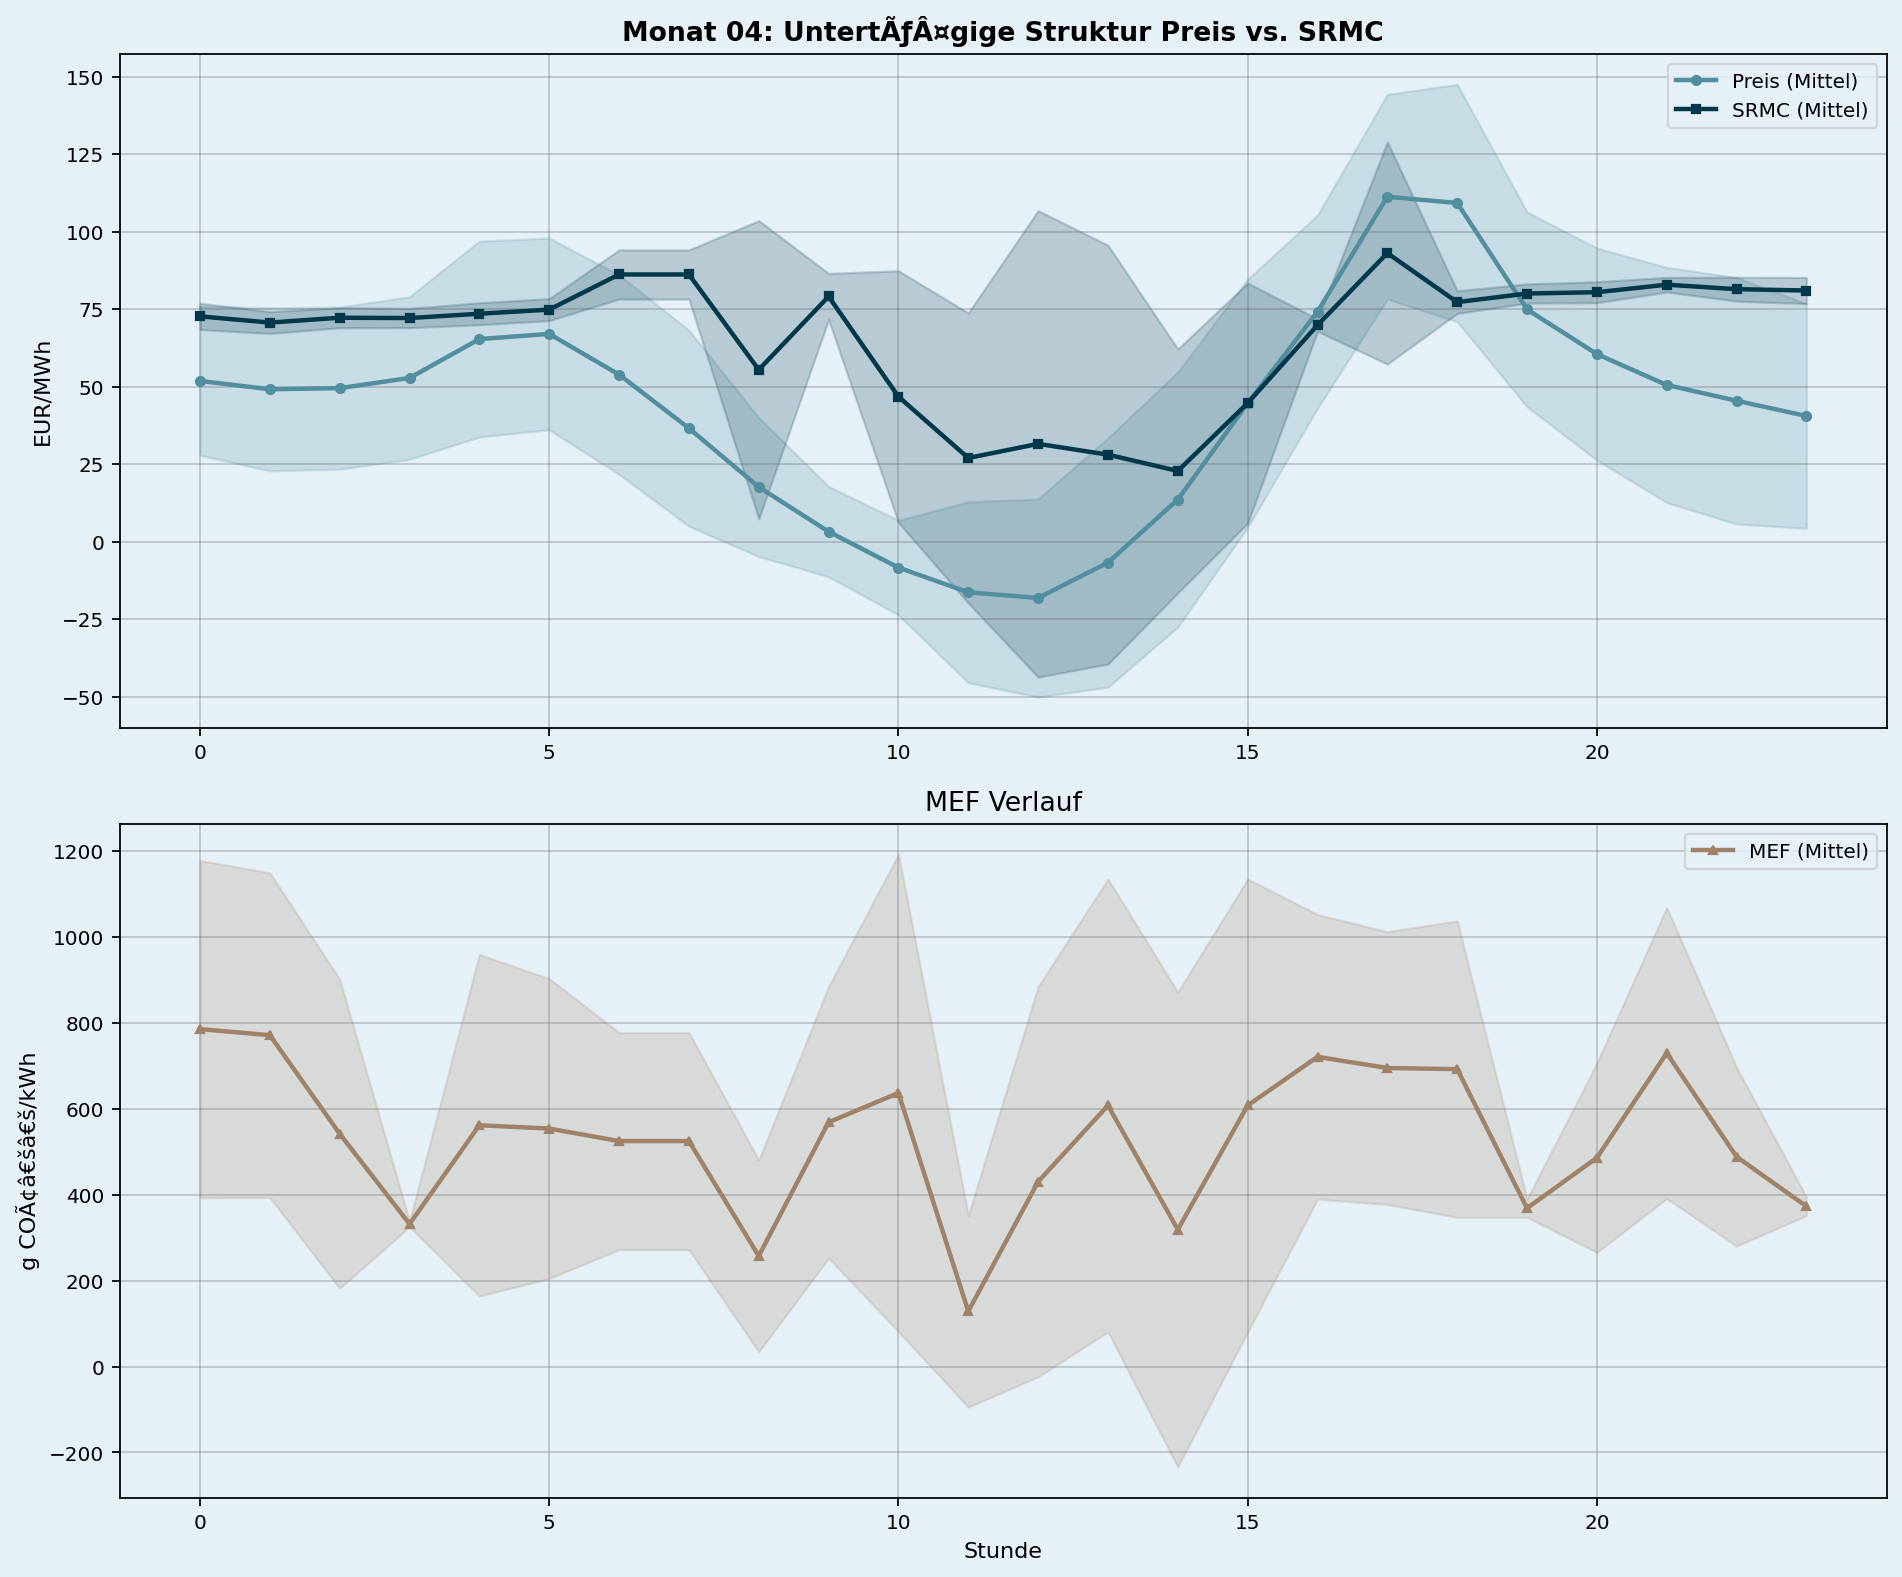 Monat 04: UntertÃƒÂ¤gige Struktur Preis vs. SRMC
Preis (Mittel)
SRMC (Mittel)
EUR/MWh
150
125
100
75
50
25
0
−25
−50
0 5 10 15 20
MEF Verlauf
MEF (Mittel)
g COÃ¢â€šâ€š/kWh
1200
1000
800
600
400
200
0
−200
0 5 10 15 20
Stunde